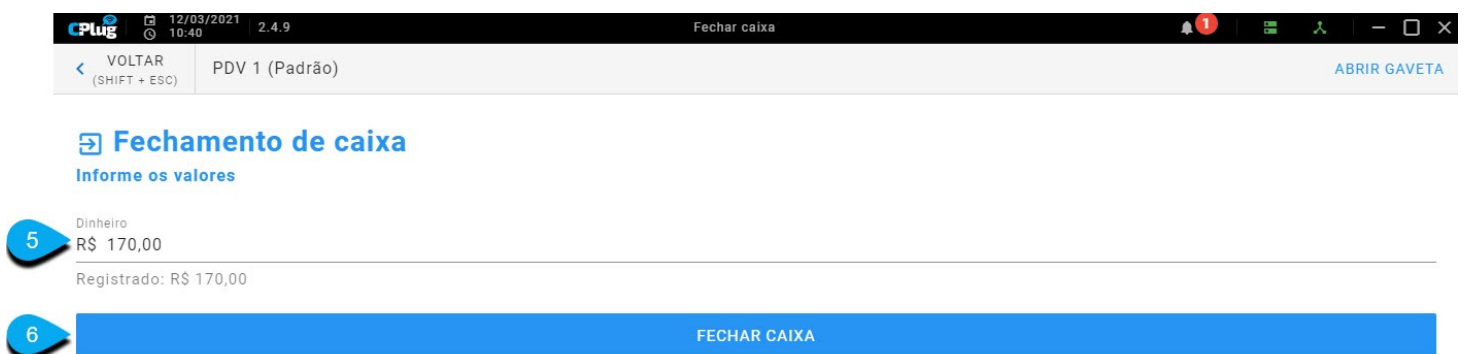 CPlug 12/03/2021 10:40 2.4.9 Fechar caixa 1
VOLTAR
(SHIFT + ESC)
PDV 1 (Padrão)
ABRIR GAVETA
Fechamento de caixa
Informe os valores
Dinheiro
5 R$ 170,00
Registrado: R$ 170,00
6 FECHAR CAIXA